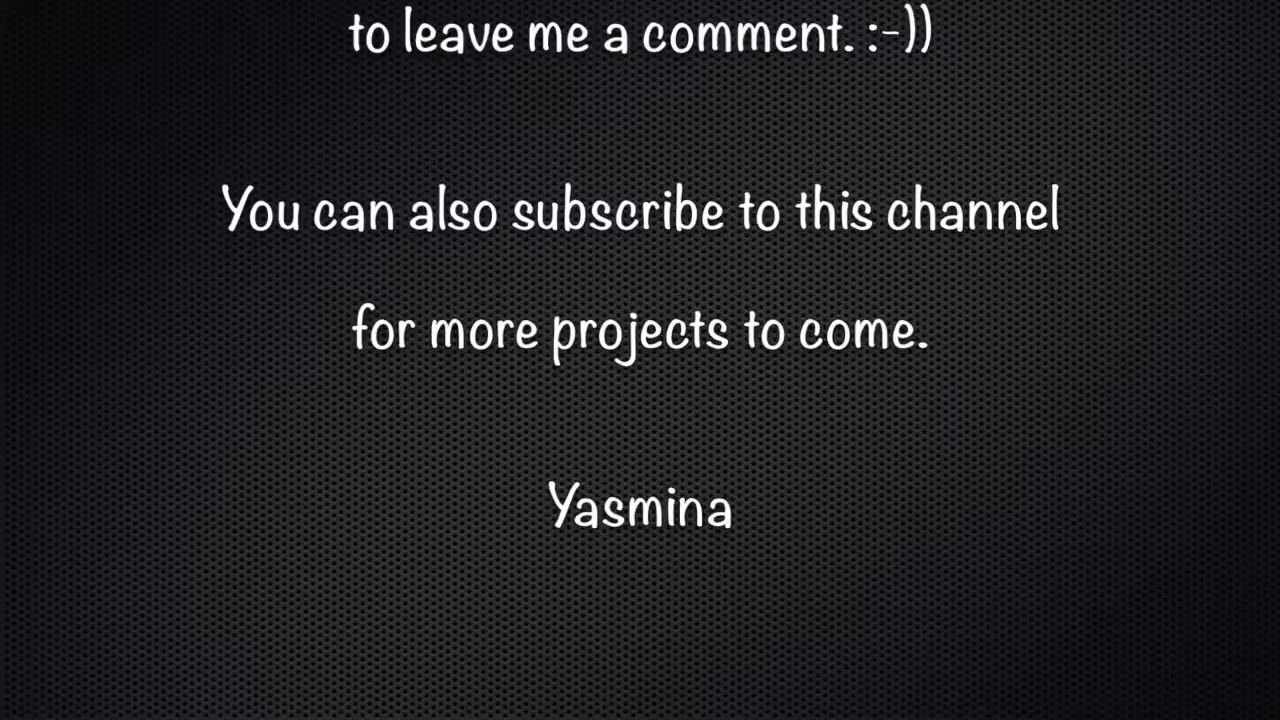 to leave me a comment. :-))
You can also subscribe to this channel
for more projects to come.
Yasmina